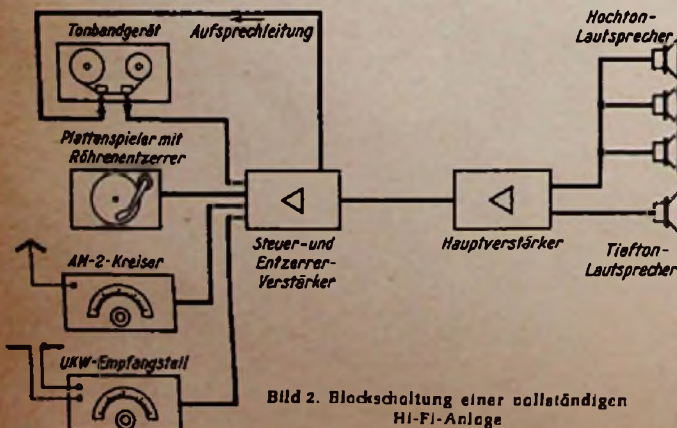 Tonbandgerät
Aufsprechleitung
Hochton-
Lautsprecher
Plattenspieler mit
Röhrenentzerrer
Steuer-und
Entzerrer-
Verstärker
Hauptverstärker
Tiefton-
Lautsprecher
AM-2-Kreiser
UKW-Empfangsteil
Bild 2. Blockschaltung einer vollständigen
Hi-Fi-Anlage